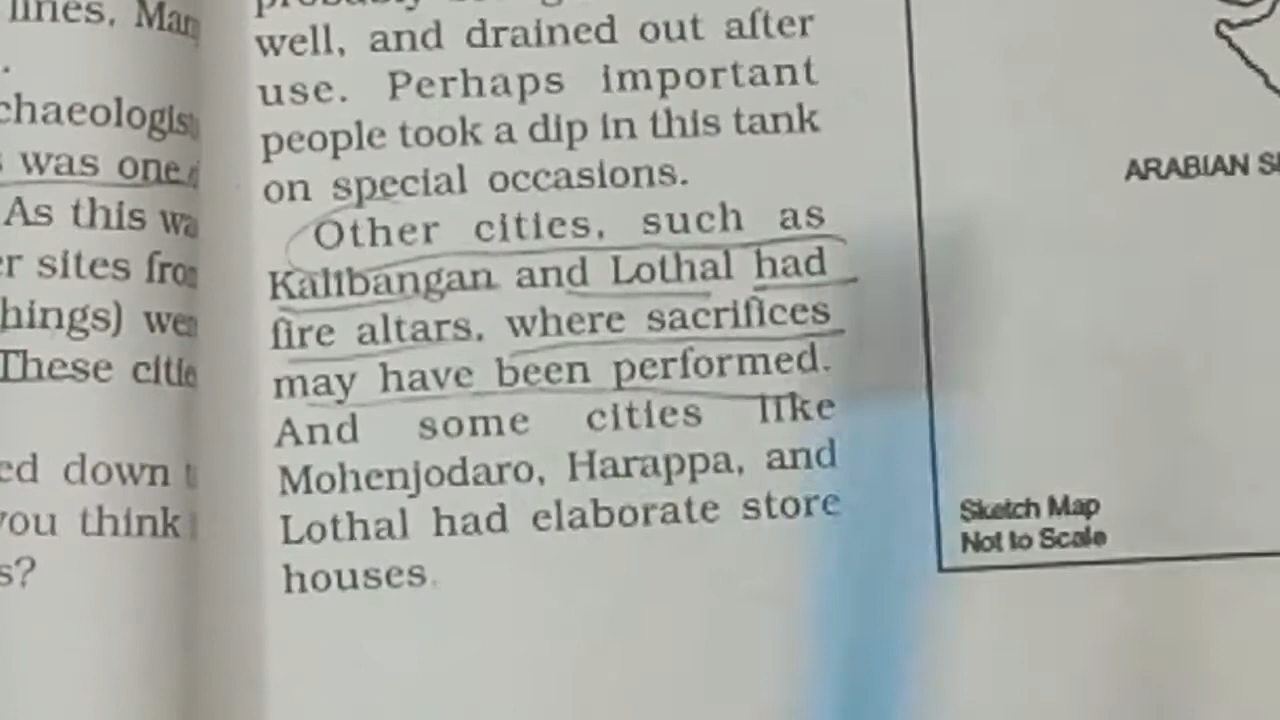 lines,
chaeologis
was one
As this wa
er sites fro
hings) wer
These citie
ed down
you think
s?
well, and drained out after
use. Perhaps important
people took a dip in this tank
on special occasions.
Other cities, such as
Kalibangan and Lothal had
fire altars, where sacrifices
may have been performed.
And some cities like
Mohenjodaro, Harappa, and
Lothal had elaborate store
houses.
ARABIAN S
Sketch Map
Not to Scale